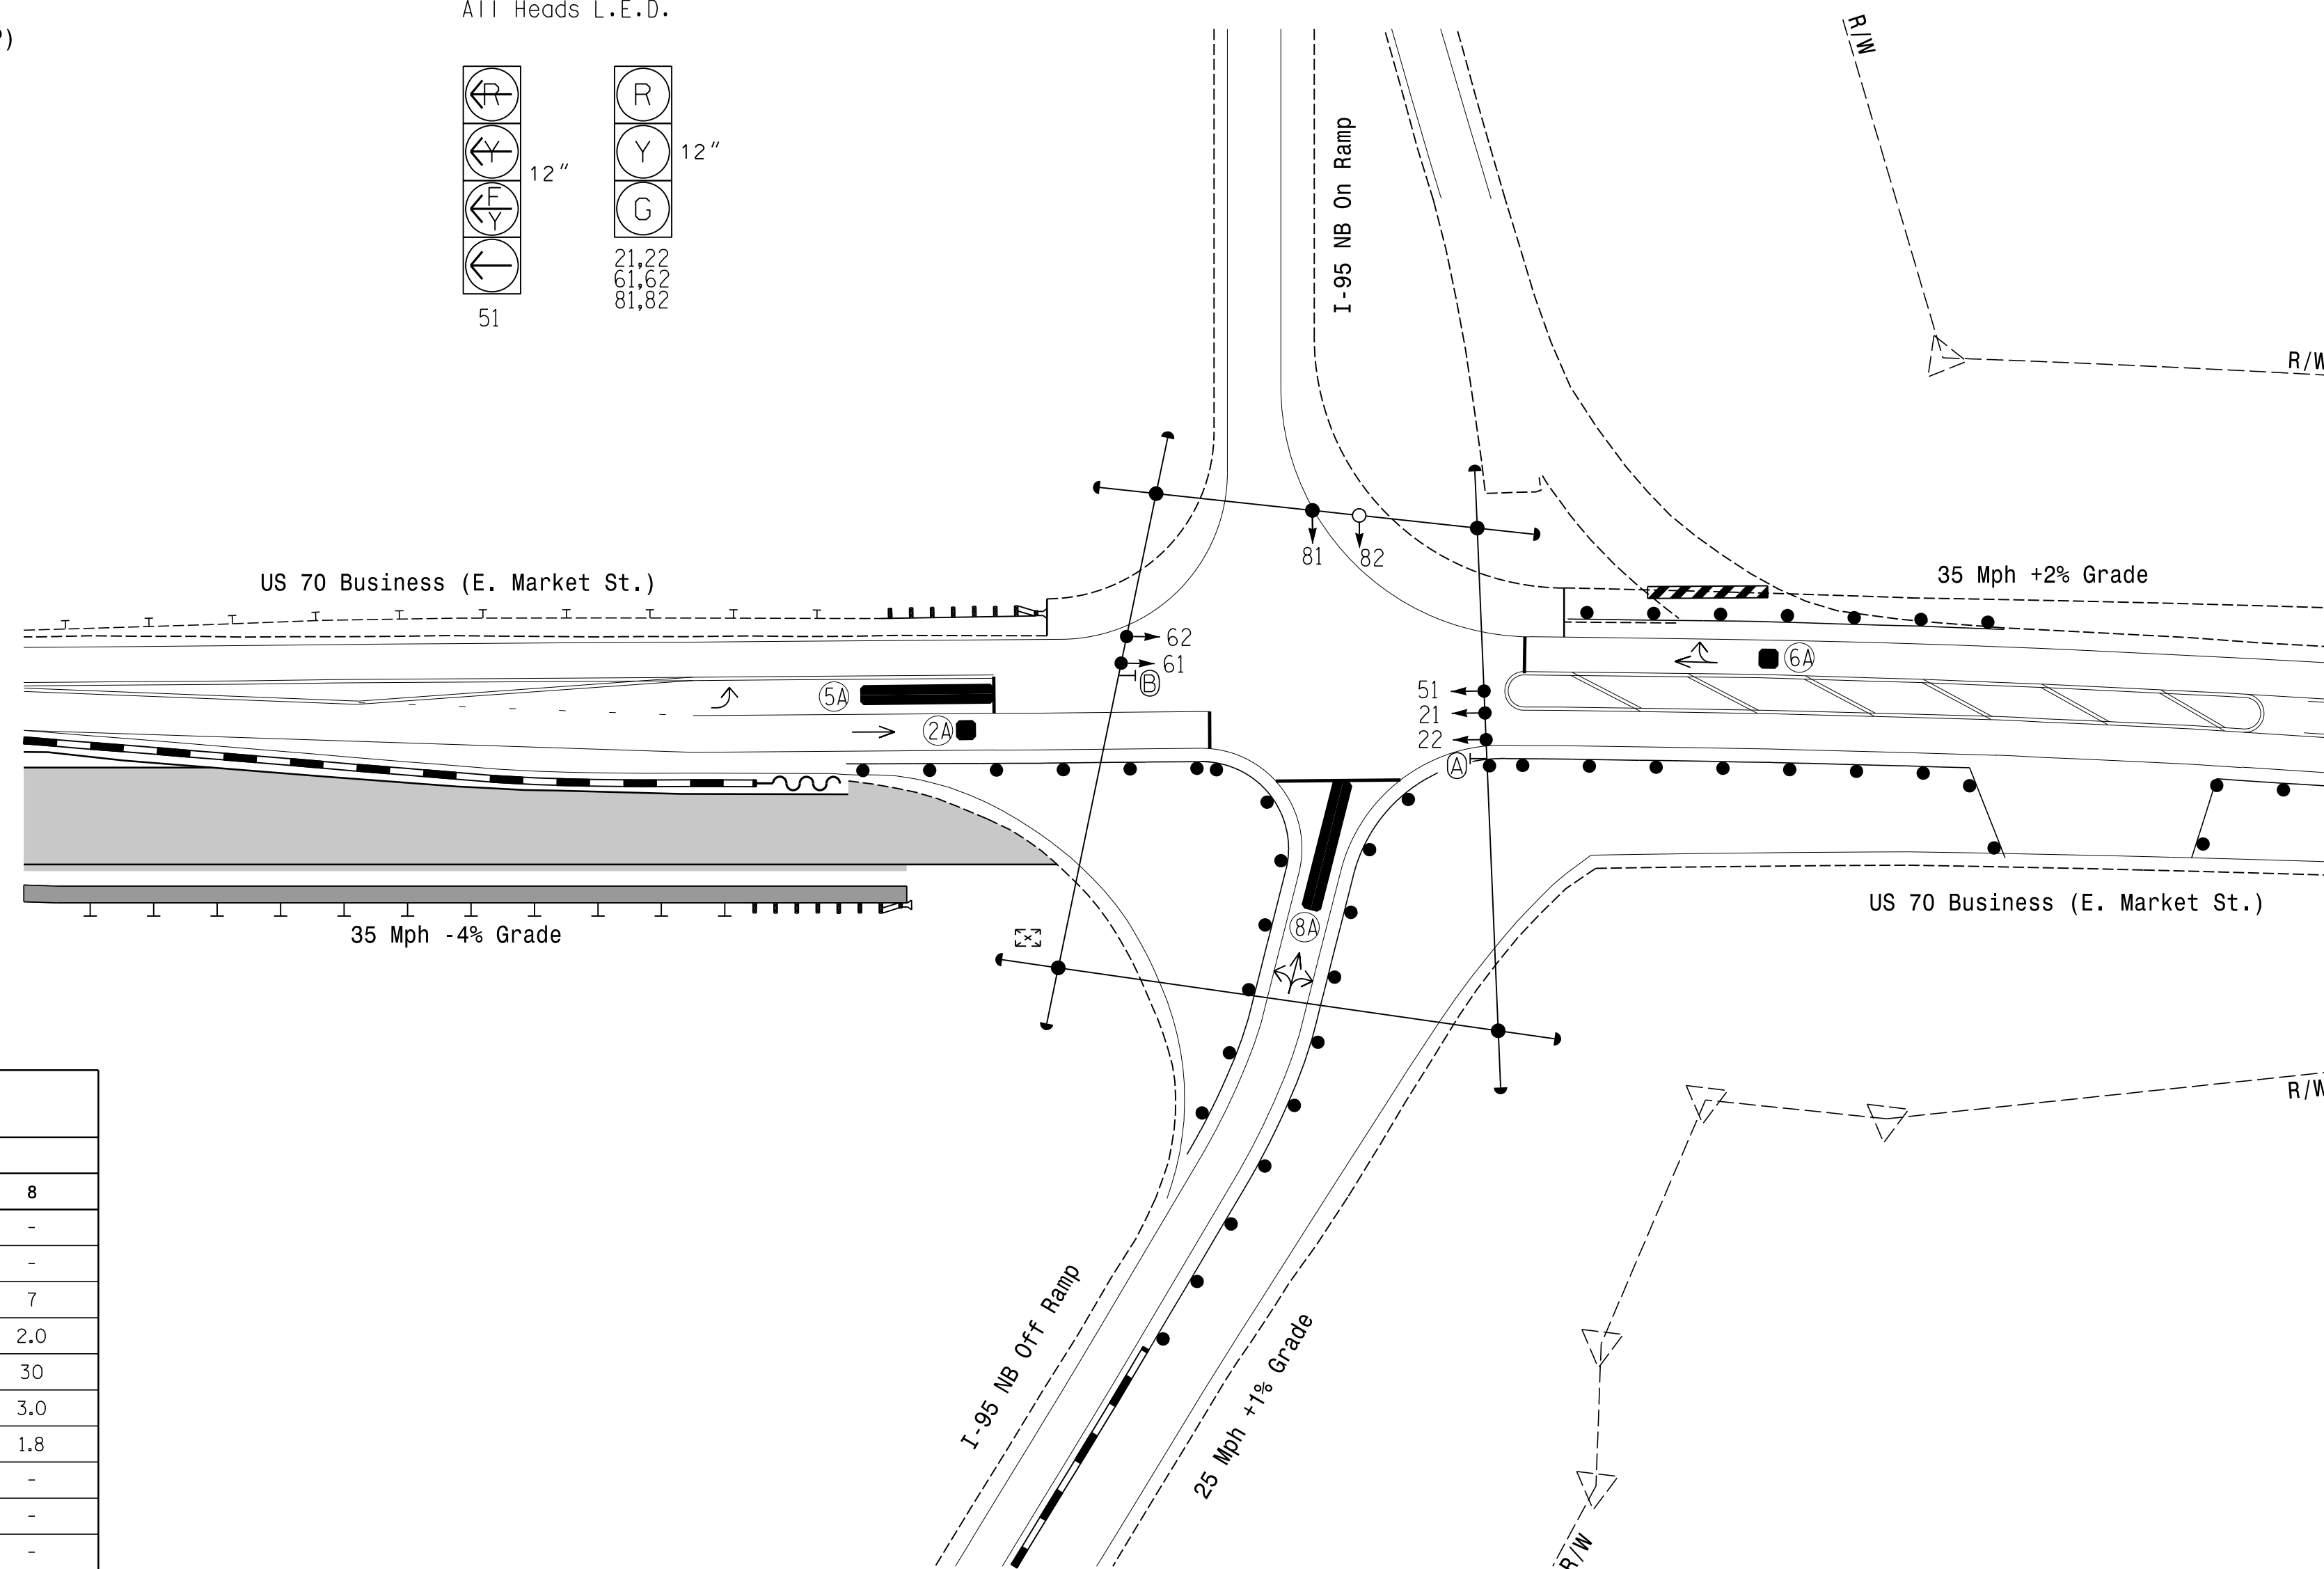 All Heads L.E.D.
R
Y
F
Y
12"
51
R
Y
G
12"
21,22
61,62
81,82
I-95 NB On Ramp
R/W
R/W
81
82
US 70 Business (E. Market St.)
35 Mph +2% Grade
62
61
B
6A
5A
2A
51
21
22
A
8A
US 70 Business (E. Market St.)
35 Mph -4% Grade
R/W
I-95 NB Off Ramp
25 Mph +1% Grade
R/W
8
-
-
7
2.0
30
3.0
1.8
-
-
-